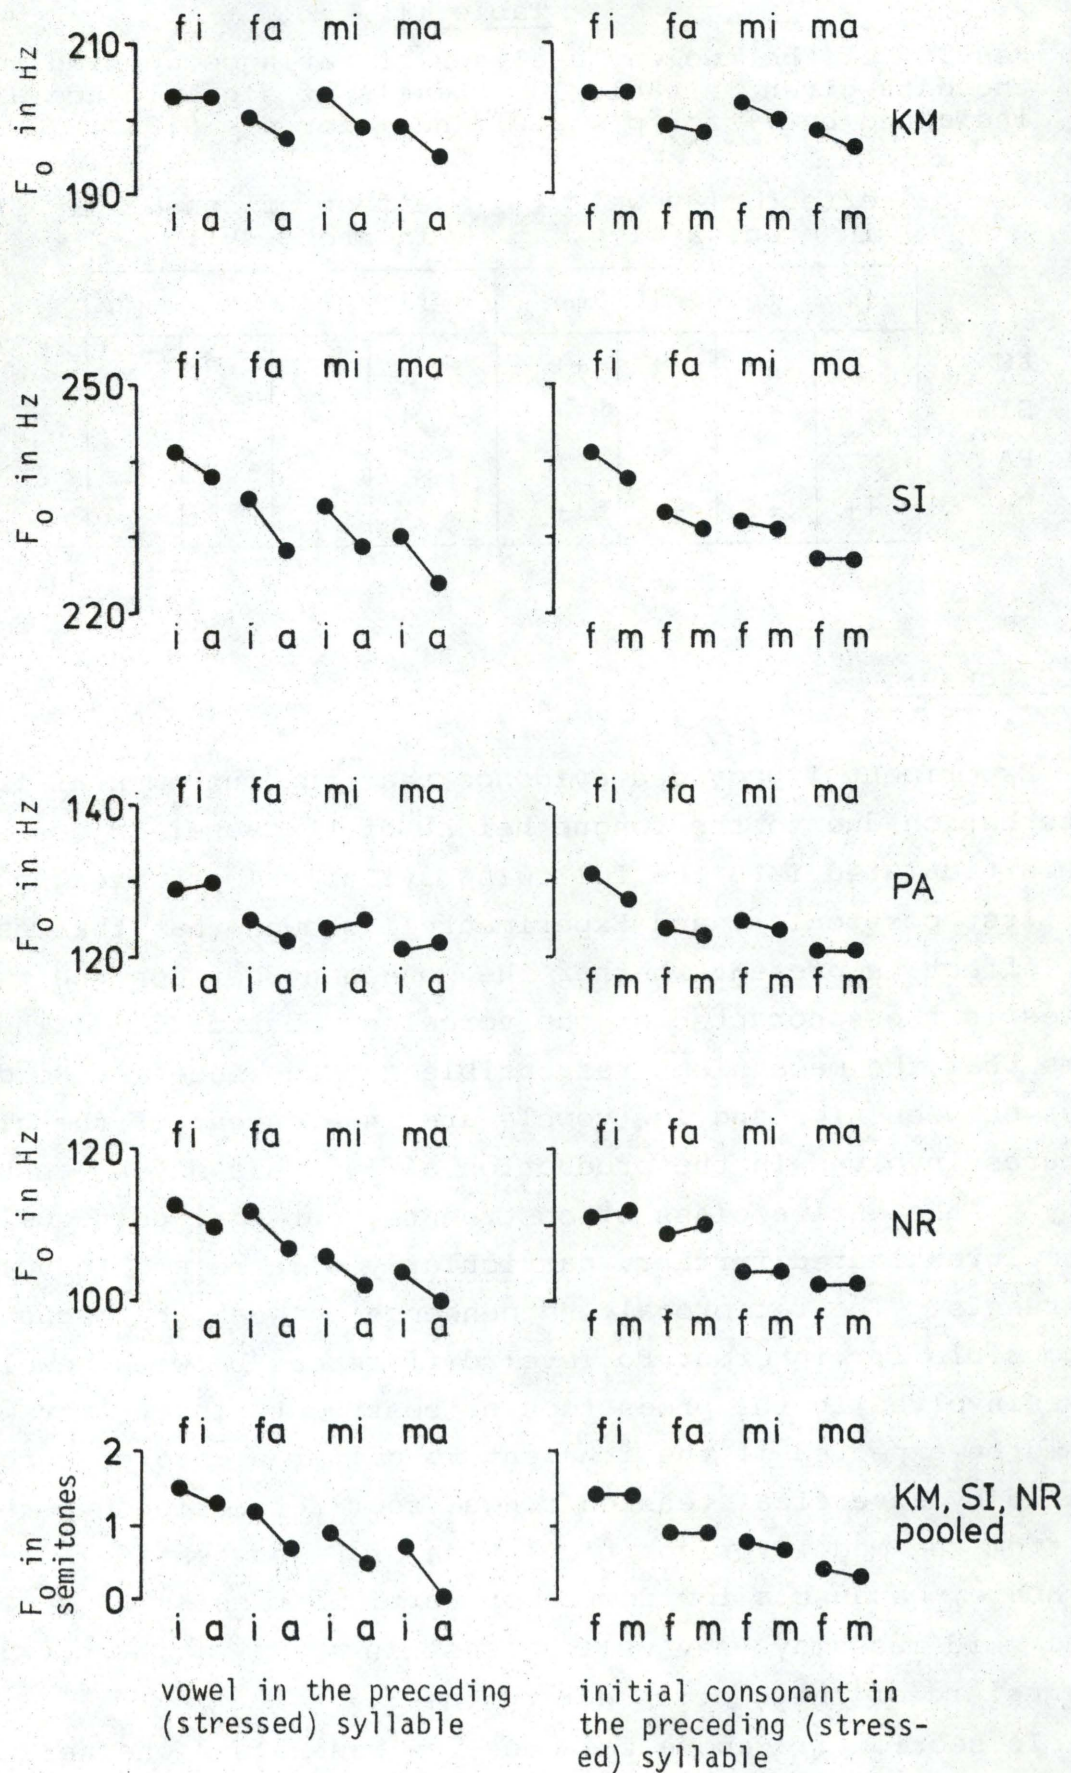 fi fa mi ma fi fa mi ma
210
F₀ in Hz
KM
190
i a i a i a i a f m f m f m f m
fi fa mi ma fi fa mi ma
250
F₀ in Hz
SI
220
i a i a i a i a f m f m f m f m
fi fa mi ma fi fa mi ma
140
F₀ in Hz
PA
120
i a i a i a i a f m f m f m f m
fi fa mi ma fi fa mi ma
120
F₀ in Hz
NR
100
i a i a i a i a f m f m f m f m
fi fa mi ma fi fa mi ma
2
F₀ in
semitones
KM, SI, NR
pooled
1
0
i a i a i a i a f m f m f m f m
vowel in the preceding
(stressed) syllable
initial consonant in
the preceding (stress-
ed) syllable